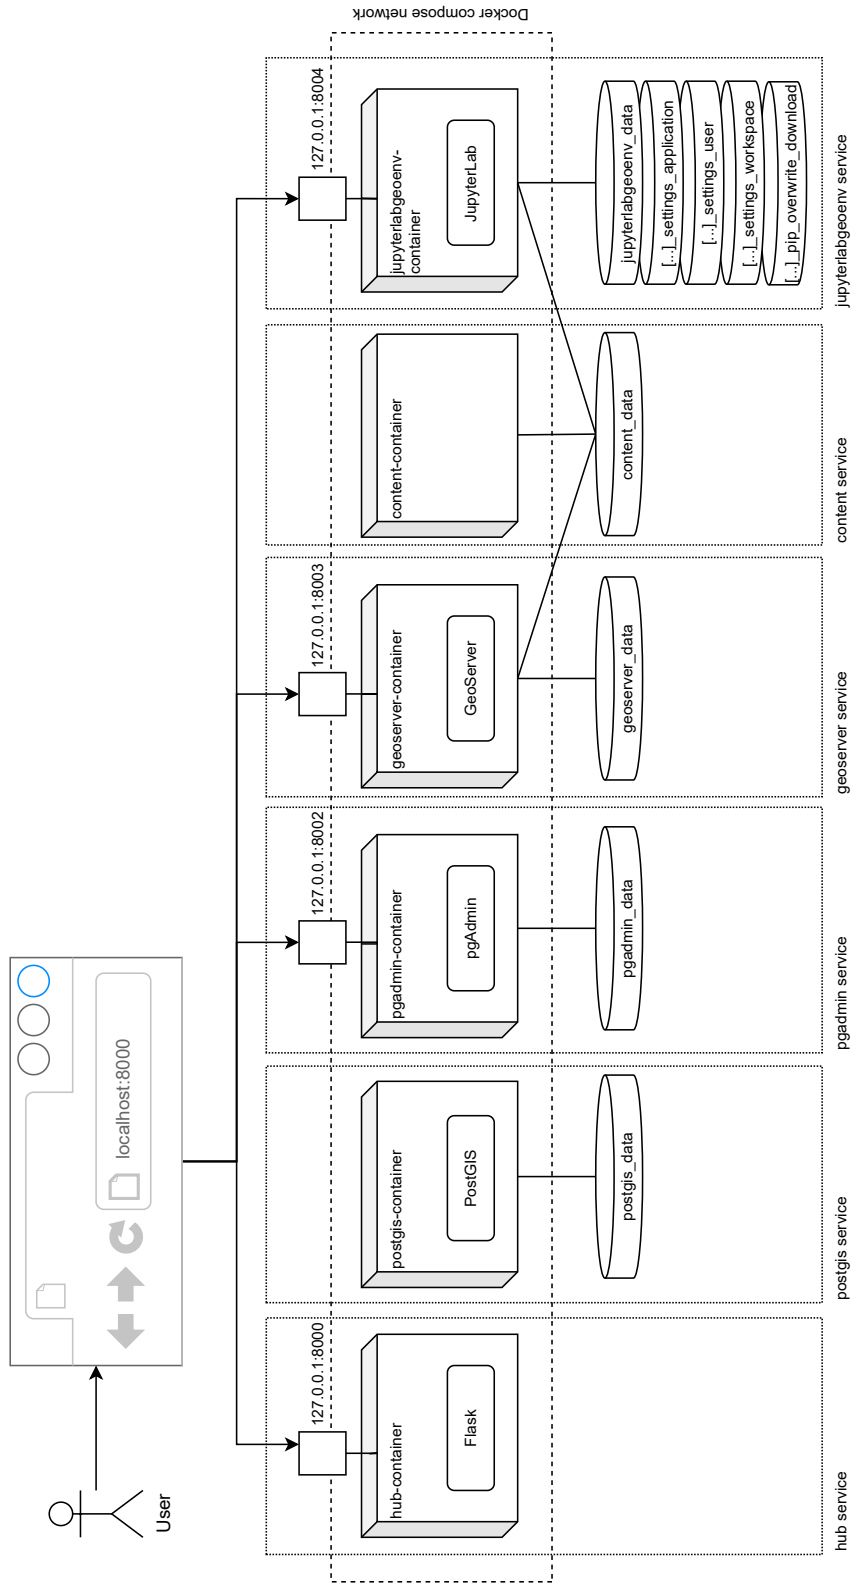 User
localhost:8000
127.0.0.1:8000
127.0.0.1:8002
127.0.0.1:8003
127.0.0.1:8004
Docker compose network
hub-container
Flask
hub service
postgis-container
PostGIS
postgis_data
postgis service
pgadmin-container
pgAdmin
pgadmin_data
pgadmin service
geoserver-container
GeoServer
geoserver_data
geoserver service
content-container
content_data
content service
jupyterlabgeoenv-
container
JupyterLab
jupyterlabgeoenv_data
[...]_settings_application
[...]_settings_user
[...]_settings_workspace
[...]_pip_overwrite_download
jupyterlabgeoenv service